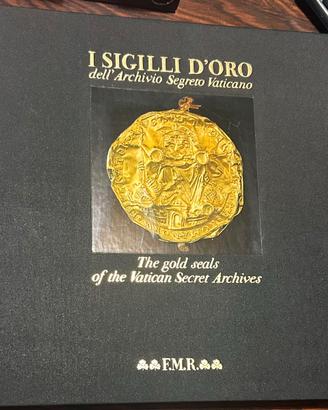 I SIGILLI D'ORO
dell'Archivio Segreto Vaticano
The gold seals
of the Vatican Secret Archives
F.M.R.